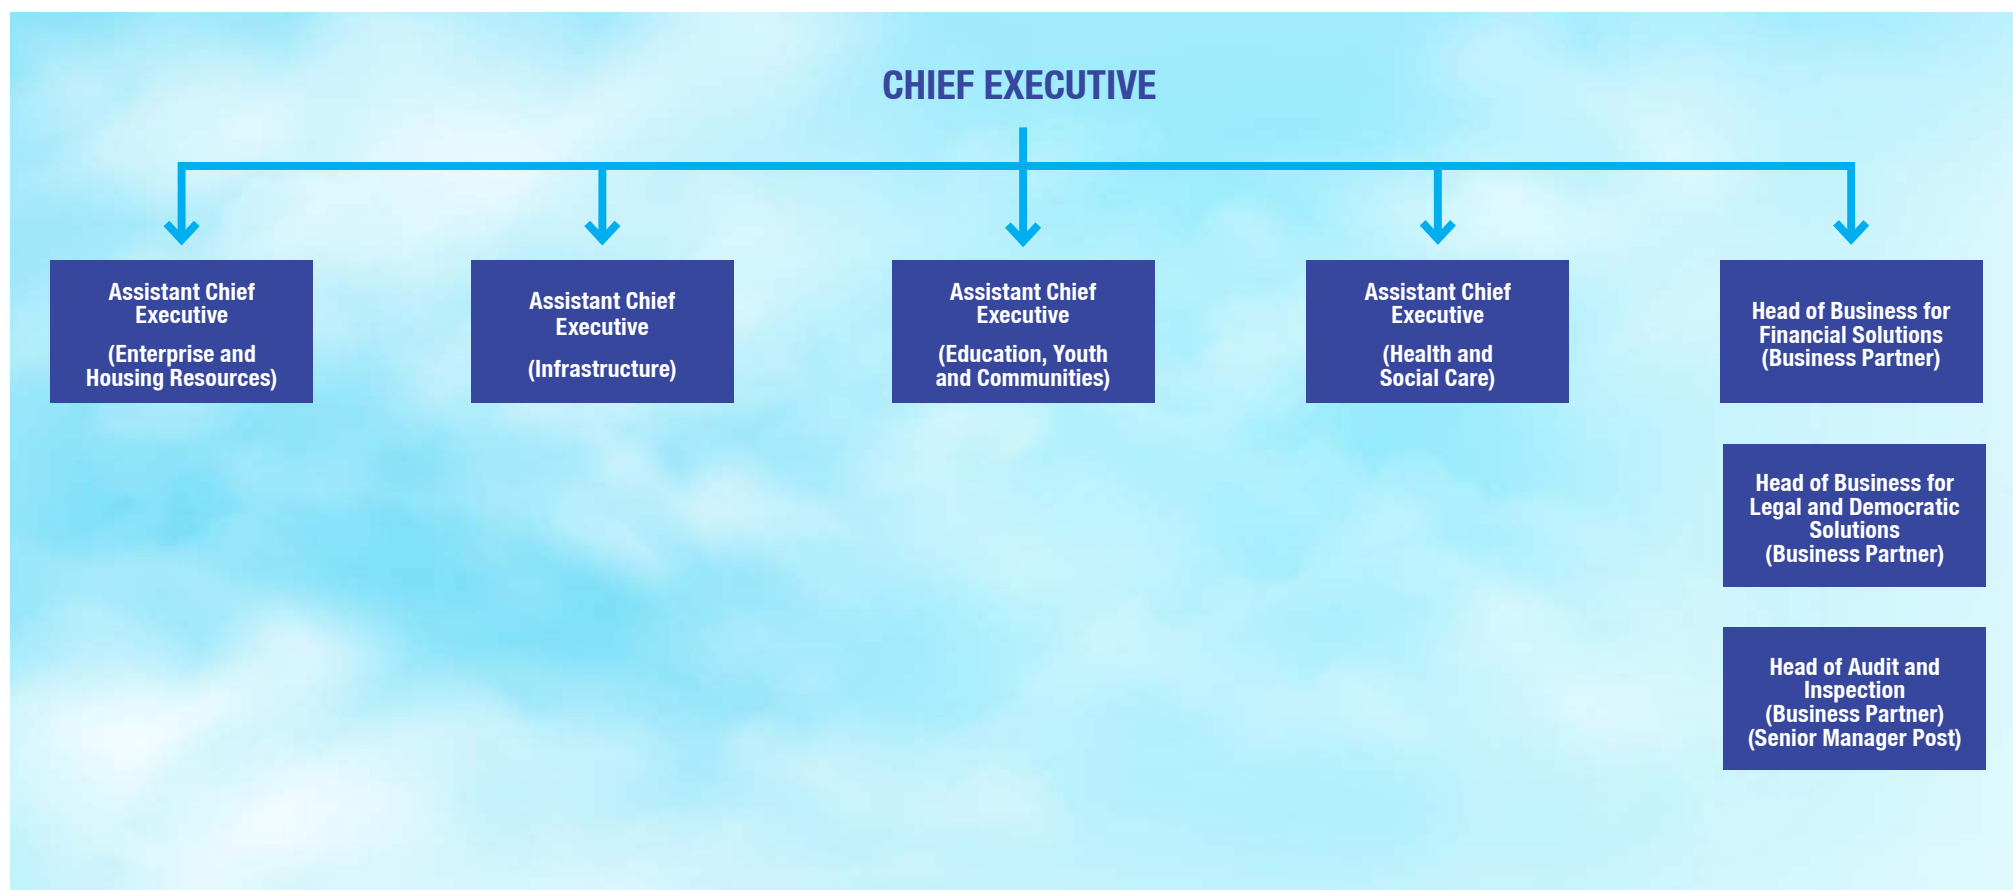 CHIEF EXECUTIVE
Assistant Chief
Executive
(Enterprise and
Housing Resources)
Assistant Chief
Executive
(Infrastructure)
Assistant Chief
Executive
(Education, Youth
and Communities)
Assistant Chief
Executive
(Health and
Social Care)
Head of Business for
Financial Solutions
(Business Partner)
Head of Business for
Legal and Democratic
Solutions
(Business Partner)
Head of Audit and
Inspection
(Business Partner)
(Senior Manager Post)